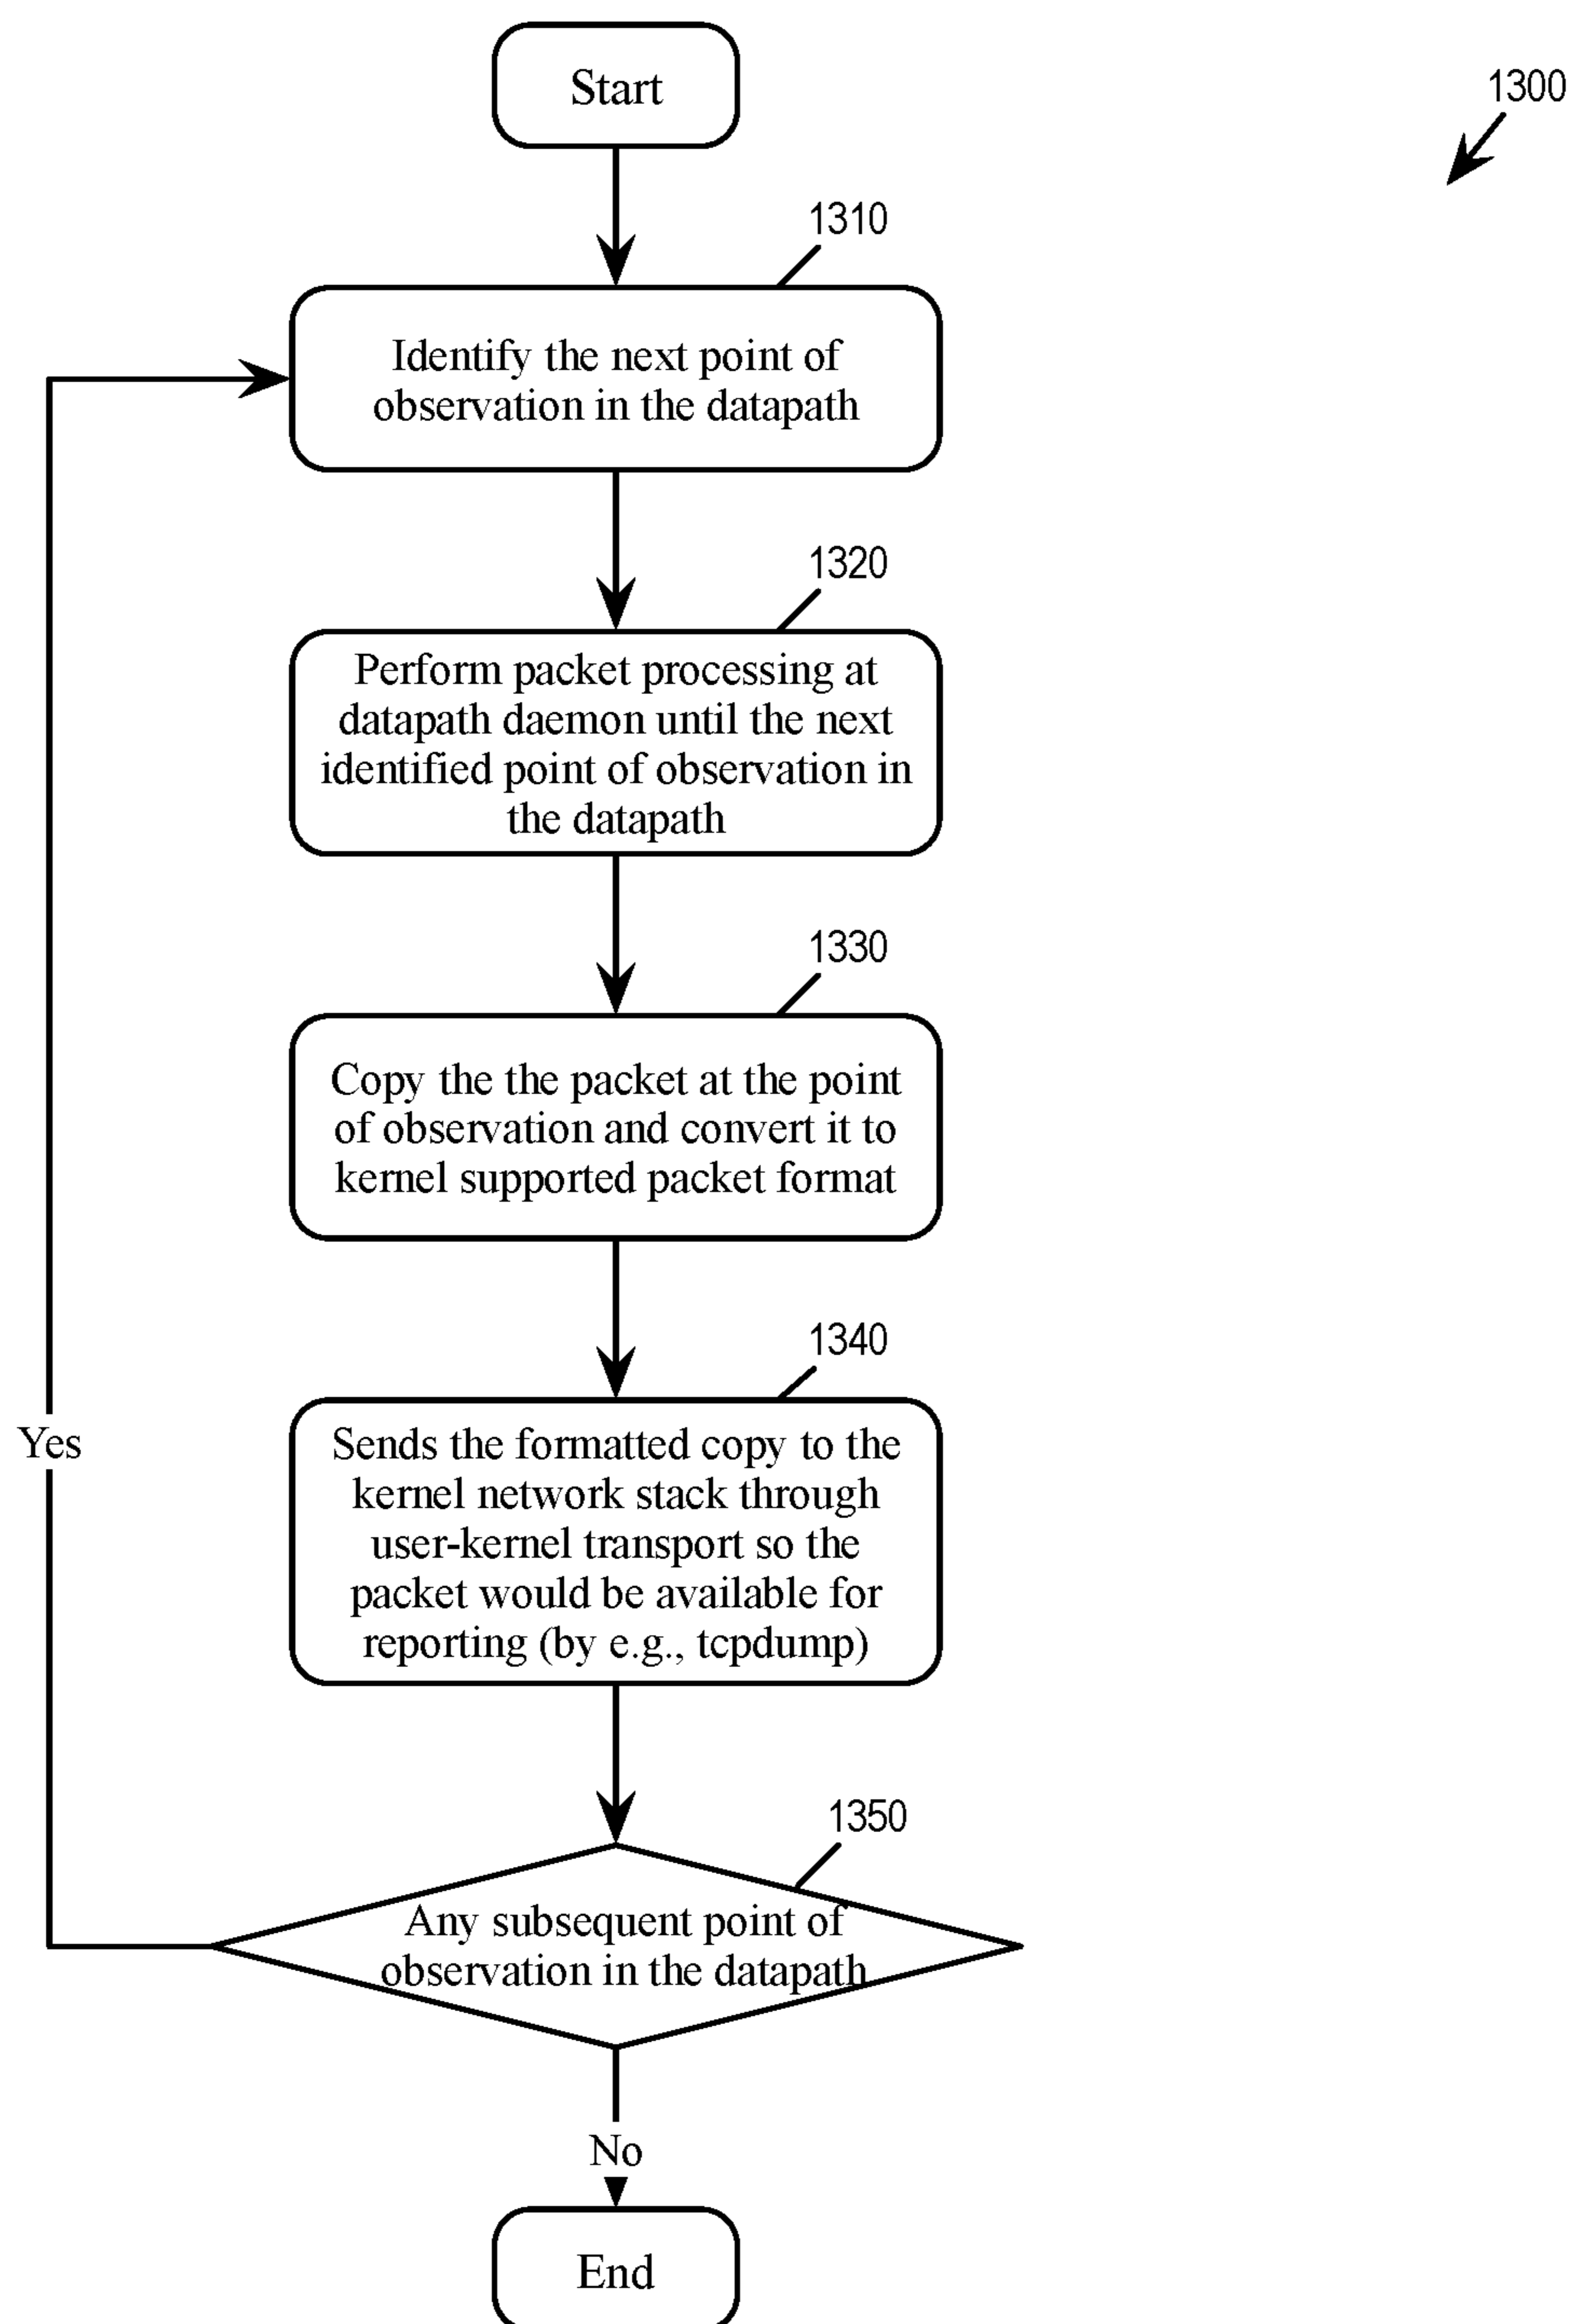 Start
1300
1310
Identify the next point of
observation in the datapath
1320
Perform packet processing at
datapath daemon until the next
identified point of observation in
the datapath
1330
Copy the the packet at the point
of observation and convert it to
kernel supported packet format
1340
Sends the formatted copy to the
kernel network stack through
user-kernel transport so the
packet would be available for
reporting (by e.g., tcpdump)
Yes
1350
Any subsequent point of
observation in the datapath
No
End